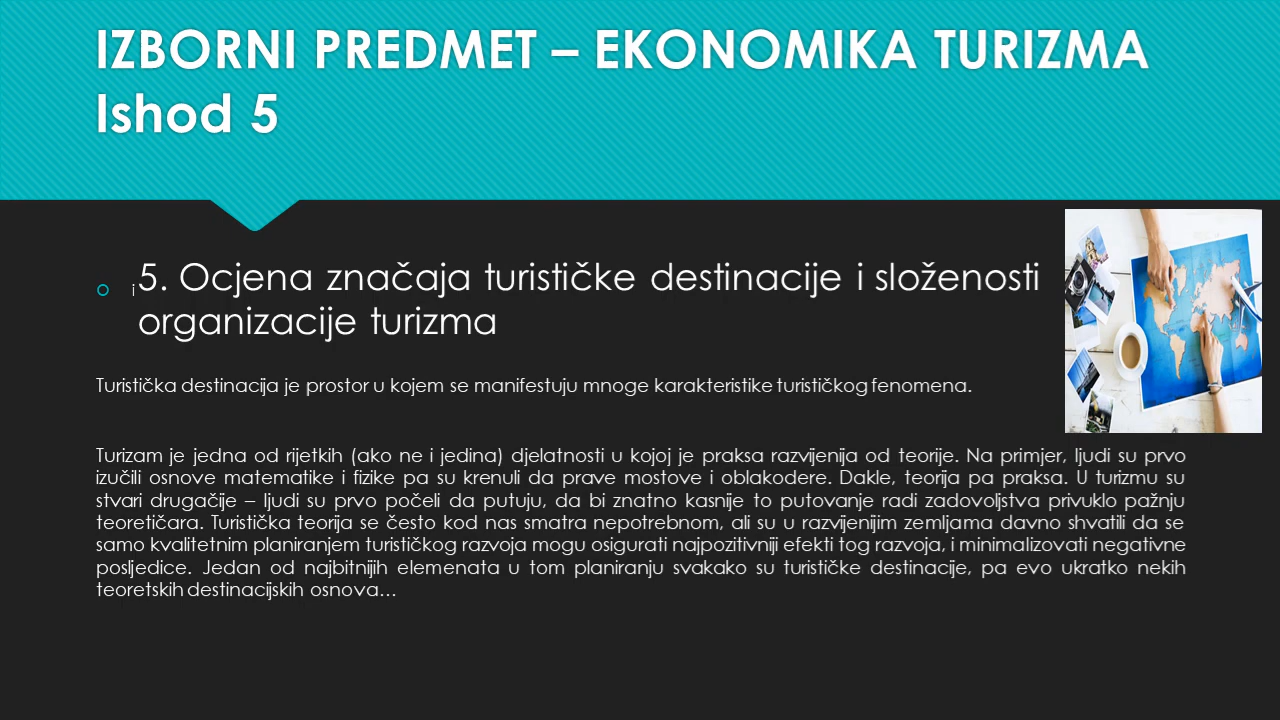 IZBORNI PREDMET – EKONOMIKA TURIZMA
Ishod 5
i
5. Ocjena značaja turističke destinacije i složenosti
organizacije turizma
Turistička destinacija je prostor u kojem se manifestuju mnoge karakteristike turističkog fenomena.
Turizam je jedna od rijetkih (ako ne i jedina) djelatnosti u kojoj je praksa razvijenija od teorije. Na primjer, ljudi su prvo
izučili osnove matematike i fizike pa su krenuli da prave mostove i oblakodere. Dakle, teorija pa praksa. U turizmu su
stvari drugačije – ljudi su prvo počeli da putuju, da bi znatno kasnije to putovanje radi zadovoljstva privuklo pažnju
teoretičara. Turistička teorija se često kod nas smatra nepotrebnom, ali su u razvijenijim zemljama davno shvatili da se
samo kvalitetnim planiranjem turističkog razvoja mogu osigurati najpozitivniji efekti tog razvoja, i minimalizovati negativne
posljedice. Jedan od najbitnijih elemenata u tom planiranju svakako su turističke destinacije, pa evo ukratko nekih
teoretskih destinacijskih osnova…